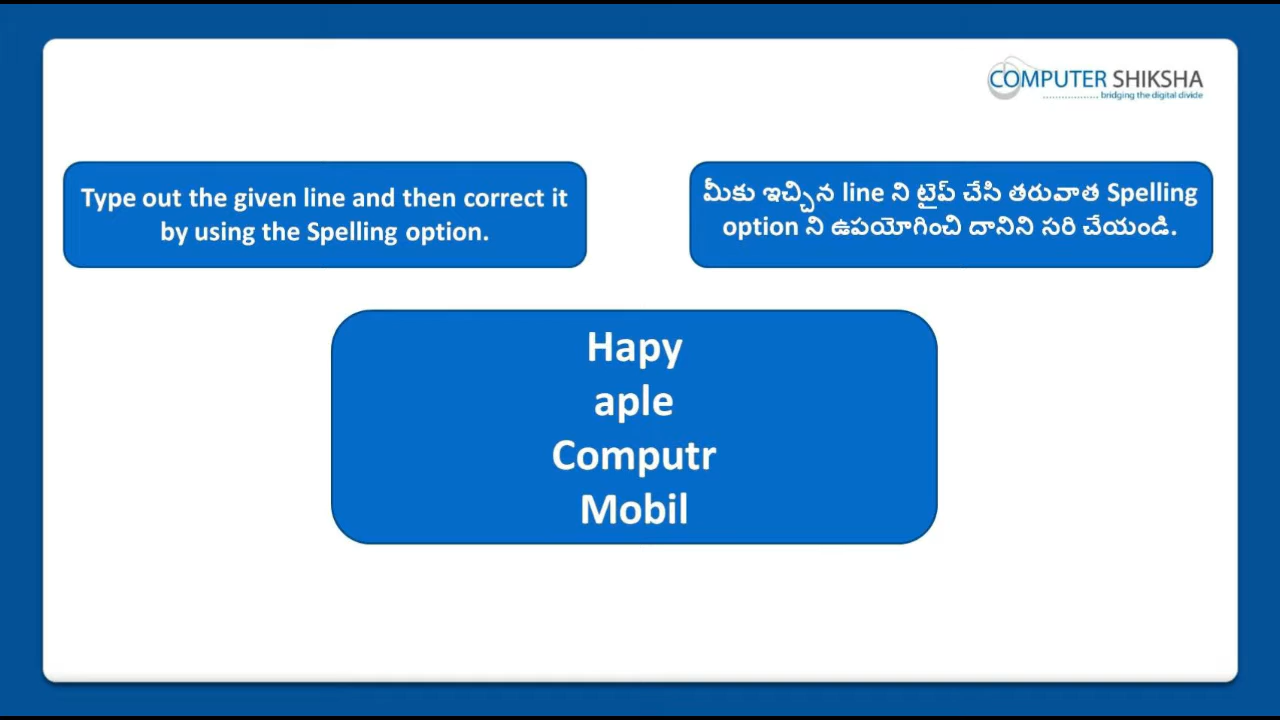 COMPUTER SHIKSHA
bridging the digital divide
Type out the given line and then correct it
by using the Spelling option.
మీకు ఇచ్చిన line ని టైప్ చేసి తరువాత Spelling
option ని ఉపయోగించి దానిని సరి చేయండి.
Hapy
aple
Computr
Mobil